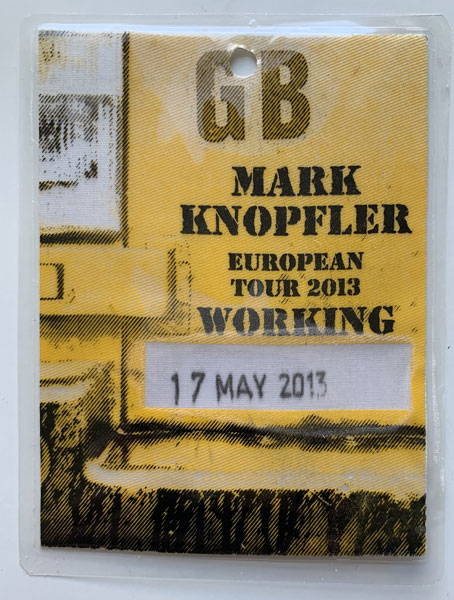 GB
MARK
KNOPFLER
EUROPEAN
TOUR 2013
WORKING
17 MAY 2013